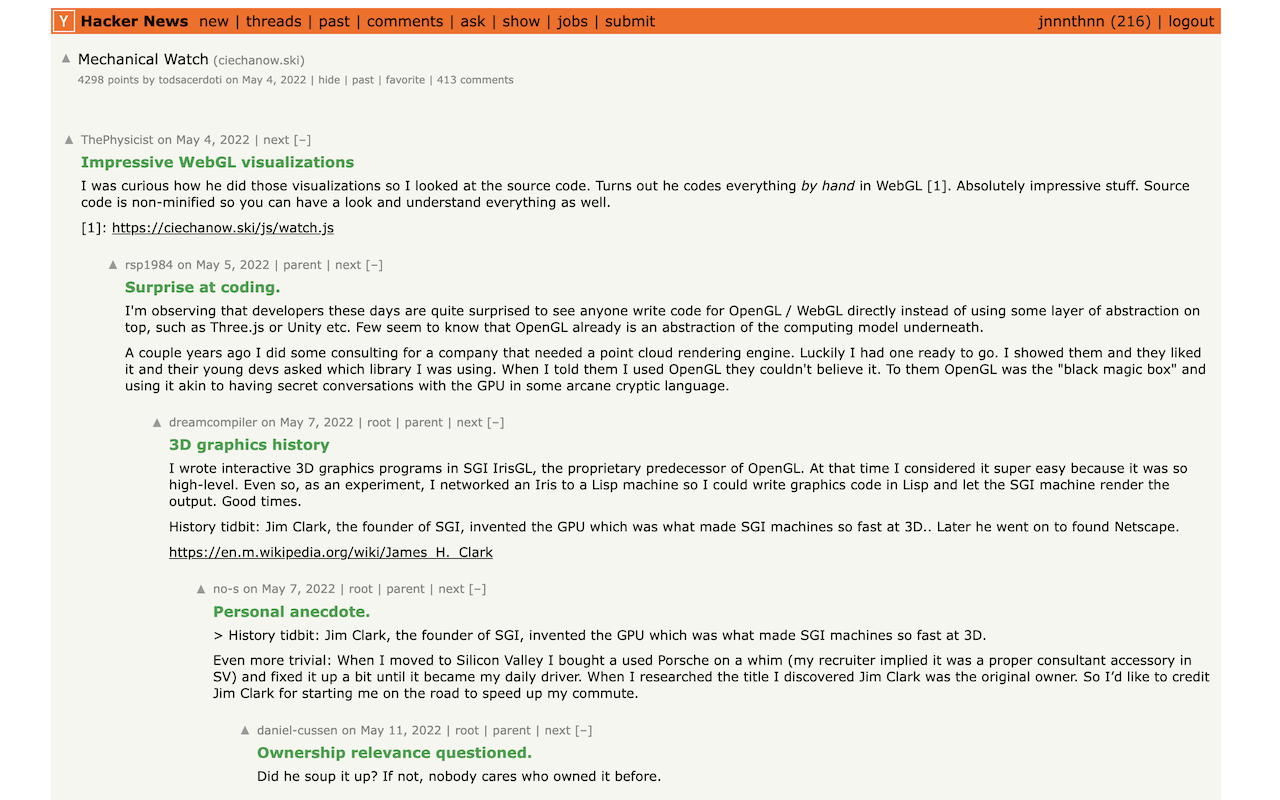 Y Hacker News new | threads | past | comments | ask | show | jobs | submit jnnnthnn (216) | logout
▲ Mechanical Watch (ciechanow.ski)
4298 points by todsacerdoti on May 4, 2022 | hide | past | favorite | 413 comments
▲ ThePhysicist on May 4, 2022 | next [–]
Impressive WebGL visualizations
I was curious how he did those visualizations so I looked at the source code. Turns out he codes everything by hand in WebGL [1]. Absolutely impressive stuff. Source
code is non-minified so you can have a look and understand everything as well.
[1]: https://ciechanow.ski/js/watch.js
▲ rsp1984 on May 5, 2022 | parent | next [–]
Surprise at coding.
I'm observing that developers these days are quite surprised to see anyone write code for OpenGL / WebGL directly instead of using some layer of abstraction on
top, such as Three.js or Unity etc. Few seem to know that OpenGL already is an abstraction of the computing model underneath.
A couple years ago I did some consulting for a company that needed a point cloud rendering engine. Luckily I had one ready to go. I showed them and they liked
it and their young devs asked which library I was using. When I told them I used OpenGL they couldn't believe it. To them OpenGL was the "black magic box" and
using it akin to having secret conversations with the GPU in some arcane cryptic language.
▲ dreamcompiler on May 7, 2022 | root | parent | next [–]
3D graphics history
I wrote interactive 3D graphics programs in SGI IrisGL, the proprietary predecessor of OpenGL. At that time I considered it super easy because it was so
high-level. Even so, as an experiment, I networked an Iris to a Lisp machine so I could write graphics code in Lisp and let the SGI machine render the
output. Good times.
History tidbit: Jim Clark, the founder of SGI, invented the GPU which was what made SGI machines so fast at 3D.. Later he went on to found Netscape.
https://en.m.wikipedia.org/wiki/James_H._Clark
▲ no-s on May 7, 2022 | root | parent | next [–]
Personal anecdote.
> History tidbit: Jim Clark, the founder of SGI, invented the GPU which was what made SGI machines so fast at 3D.
Even more trivial: When I moved to Silicon Valley I bought a used Porsche on a whim (my recruiter implied it was a proper consultant accessory in
SV) and fixed it up a bit until it became my daily driver. When I researched the title I discovered Jim Clark was the original owner. So I’d like to credit
Jim Clark for starting me on the road to speed up my commute.
▲ daniel-cussen on May 11, 2022 | root | parent | next [–]
Ownership relevance questioned.
Did he soup it up? If not, nobody cares who owned it before.